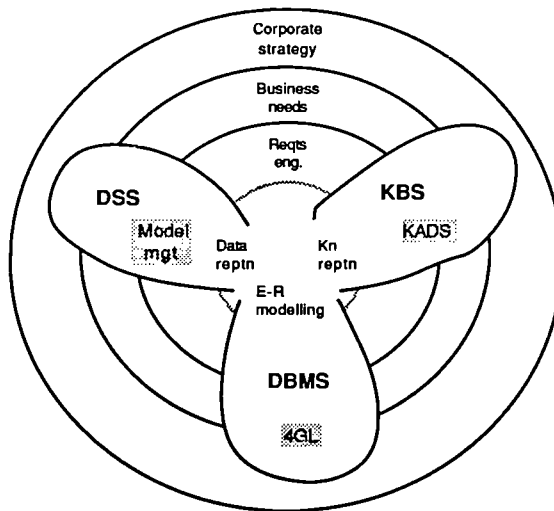 Corporate
strategy
Business
needs
Reqts
eng.
DSS
KBS
Model
mgt
KADS
Data
reptn
Kn
reptn
E-R
modelling
DBMS
4GL